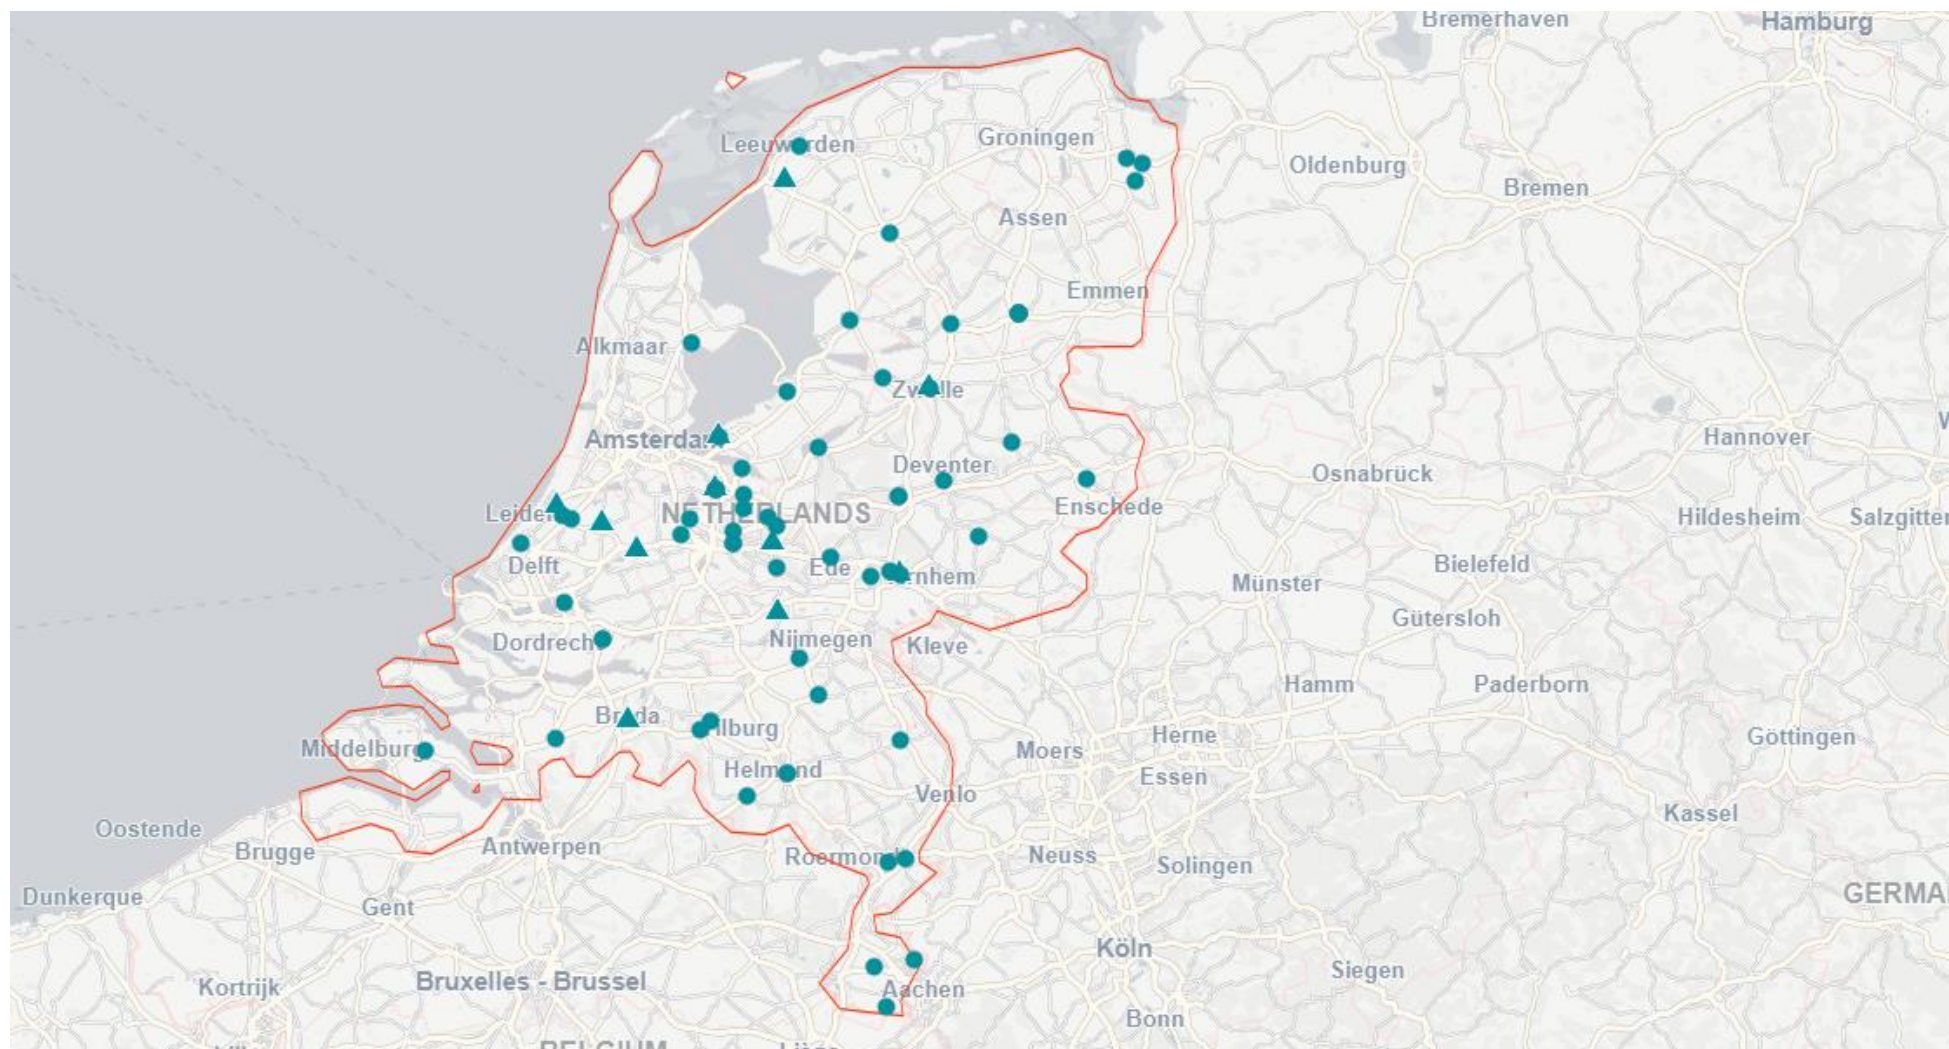 Bremerhaven
Hamburg
Leeuwarden
Groningen
Oldenburg
Bremen
Assen
Emmen
Alkmaar
Zwolle
Amsterdam
Hannover
Deventer
Osnabrück
Enschede
Leiden
NETHERLANDS
Hildesheim
Salzgitter
Delft
Ede
Arnhem
Münster
Bielefeld
Gütersloh
Dordrecht
Nijmegen
Kleve
Hamm
Paderborn
Breda
Tilburg
Middelburg
Moers
Herne
Göttingen
Helmond
Essen
Venlo
Kassel
Oostende
Brugge
Antwerpen
Roermond
Neuss
Solingen
Dunkerque
Gent
GERMA
Köln
Siegen
Kortrijk
Bruxelles - Brussel
Aachen
Bonn
BELGIUM